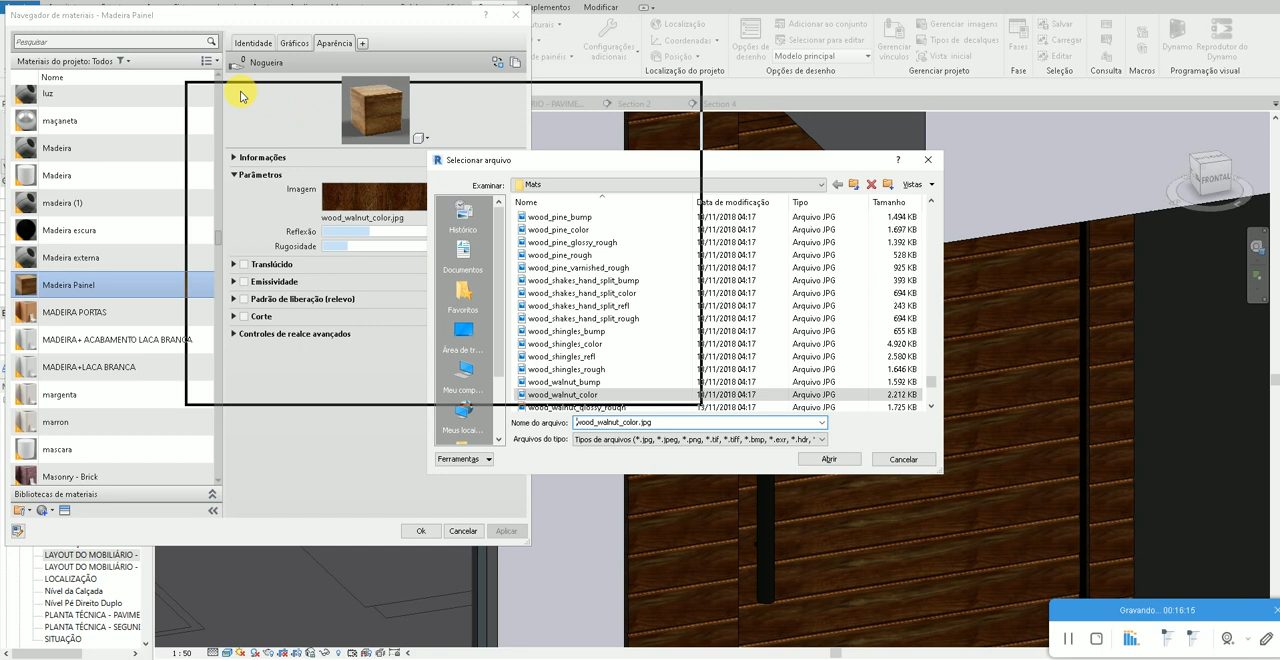 Navegador de materiais - Madeira Painel
?
Suplementos
Modificar
Pesquisar
Identidade
Gráficos
Aparência
Materiais do projeto: Todos
Nogueira
Nome
luz
maçaneta
Madeira
Madeira
madeira (1)
Madeira escura
Madeira externa
Madeira Painel
MADEIRA PORTAS
MADEIRA+ ACABAMENTO LACA BRANCA
MADEIRA+LACA BRANCA
margenta
marron
mascara
Masonry - Brick
Bibliotecas de materiais
Informações
Parâmetros
Imagem
wood_walnut_color.jpg
Reflexão
Rugosidade
Translúcido
Emissividade
Padrão de liberação (relevo)
Corte
Controles de realce avançados
Ok
Cancelar
Aplicar
Configurações
adicionais
Localização
Coordenadas
Posição
Localização do projeto
Opções de
desenho
Adicionar ao conjunto
Selecionar para editar
Modelo principal
Opções de desenho
Gerenciar
vínculos
Gerenciar imagens
Tipos de decalques
Vista inicial
Gerenciar projeto
Fases
Fase
Salvar
Carregar
Editar
Seleção
Consulta
Macros
Dynamo
Reprodutor do
Dynamo
Programação visual
Section 2
Section 4
FRONTAL
Selecionar arquivo
?
Examinar:
Mats
Vistas
Histórico
Documentos
Favoritos
Área de tr...
Meu comp...
Meus locai...
Nome
Data de modificação
Tipo
Tamanho
wood_pine_bump 13/11/2018 04:17 Arquivo JPG 1.494 KB
wood_pine_color 13/11/2018 04:17 Arquivo JPG 1.697 KB
wood_pine_glossy_rough 13/11/2018 04:17 Arquivo JPG 1.392 KB
wood_pine_rough 13/11/2018 04:17 Arquivo JPG 528 KB
wood_pine_varnished_rough 13/11/2018 04:17 Arquivo JPG 925 KB
wood_shakes_hand_split_bump 13/11/2018 04:17 Arquivo JPG 393 KB
wood_shakes_hand_split_color 13/11/2018 04:17 Arquivo JPG 694 KB
wood_shakes_hand_split_refl 13/11/2018 04:17 Arquivo JPG 243 KB
wood_shakes_hand_split_rough 13/11/2018 04:17 Arquivo JPG 694 KB
wood_shingles_bump 13/11/2018 04:17 Arquivo JPG 655 KB
wood_shingles_color 13/11/2018 04:17 Arquivo JPG 4.920 KB
wood_shingles_refl 13/11/2018 04:17 Arquivo JPG 2.580 KB
wood_shingles_rough 13/11/2018 04:17 Arquivo JPG 1.646 KB
wood_walnut_bump 13/11/2018 04:17 Arquivo JPG 1.592 KB
wood_walnut_color 13/11/2018 04:17 Arquivo JPG 2.212 KB
wood_walnut_glossy_rough 13/11/2018 04:17 Arquivo JPG 1.725 KB
Nome do arquivo:
wood_walnut_color.jpg
Arquivos do tipo:
Tipos de arquivos (*.jpg, *.jpeg, *.png, *.tif, *.tiff, *.bmp, *.exr, *.hdr, *
Ferramentas
Abrir
Cancelar
LAYOUT DO MOBILIÁRIO -
LAYOUT DO MOBILIÁRIO -
LOCALIZAÇÃO
Nível da Calçada
Nível Pé Direito Duplo
PLANTA TÉCNICA - PAVIME
PLANTA TÉCNICA - SEGUNI
SITUAÇÃO
1 : 50
Gravando... 00:16:15